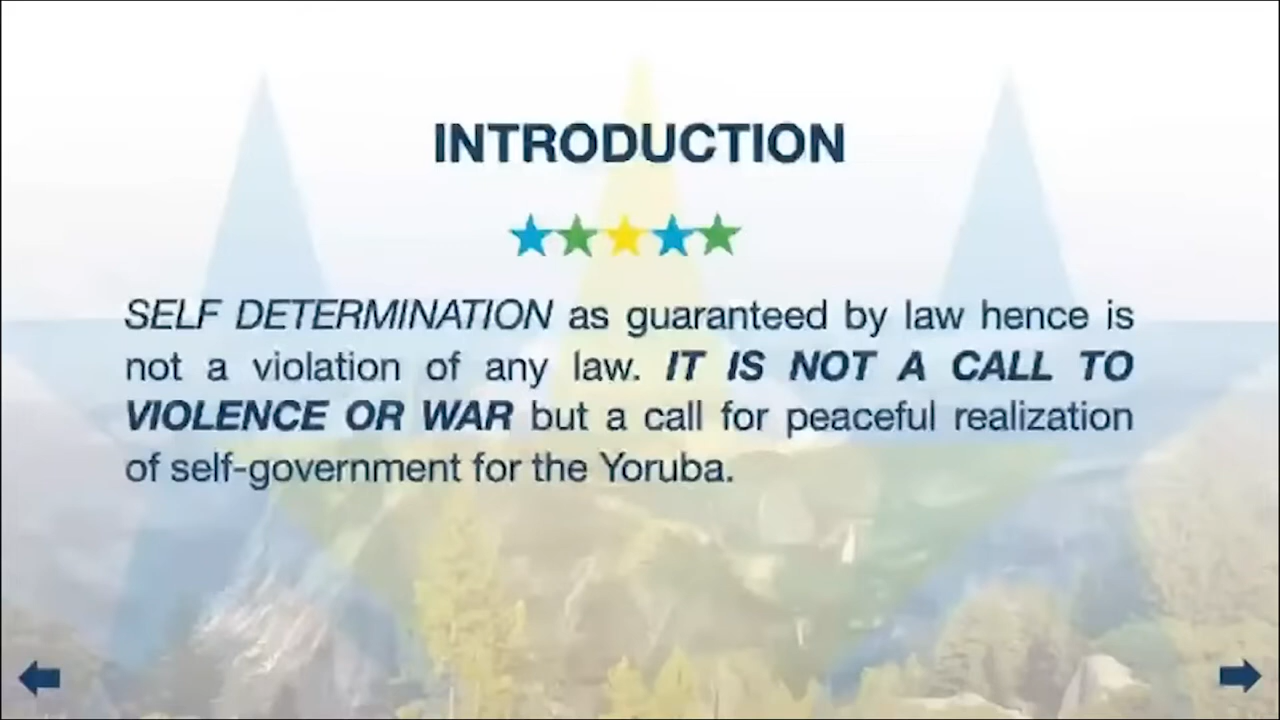 INTRODUCTION
SELF DETERMINATION as guaranteed by law hence is
not a violation of any law. IT IS NOT A CALL TO
VIOLENCE OR WAR but a call for peaceful realization
of self-government for the Yoruba.